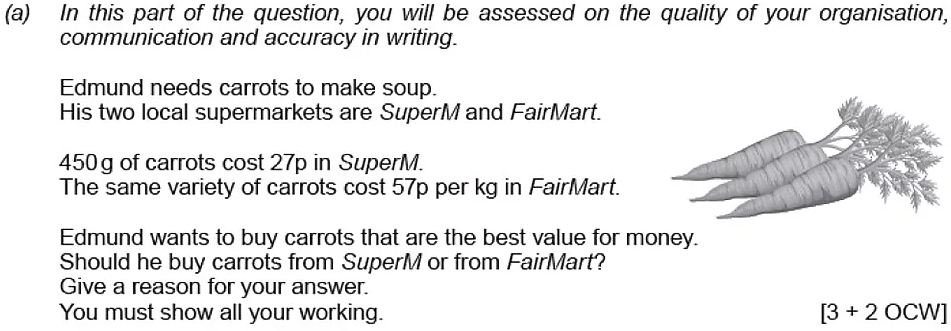 (a) In this part of the question, you will be assessed on the quality of your organisation,
communication and accuracy in writing.
Edmund needs carrots to make soup.
His two local supermarkets are SuperM and FairMart.
450 g of carrots cost 27p in SuperM.
The same variety of carrots cost 57p per kg in FairMart.
Edmund wants to buy carrots that are the best value for money.
Should he buy carrots from SuperM or from FairMart?
Give a reason for your answer.
You must show all your working. [3 + 2 OCW]